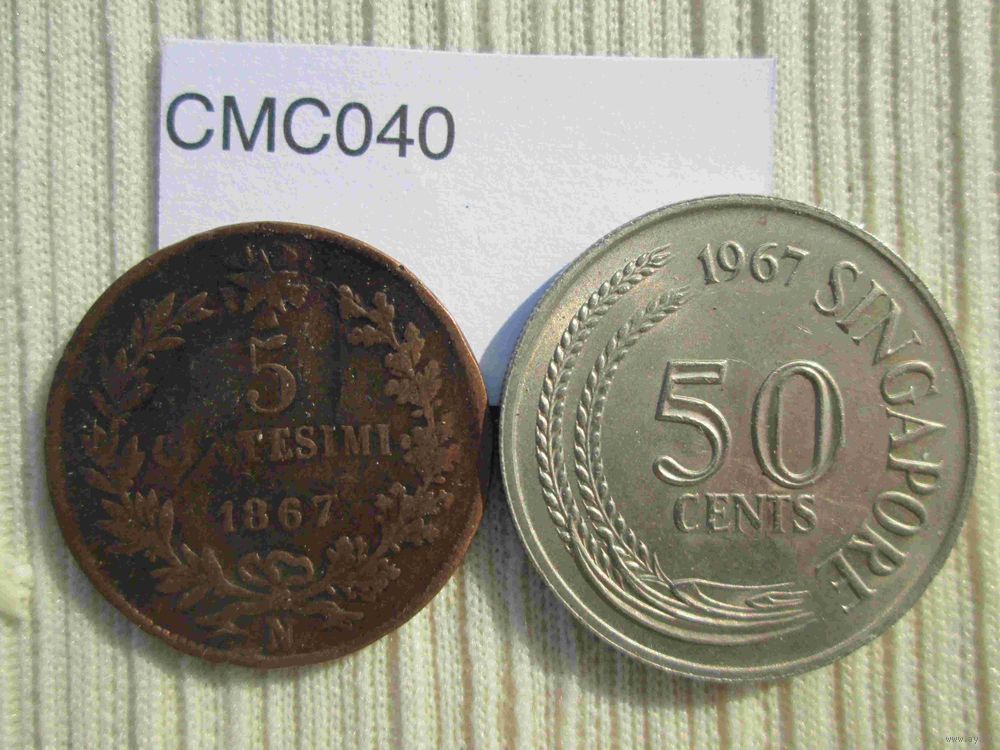 CMC040
5
TESIMI
1867
N
1967 SINGAPORE
50
CENTS